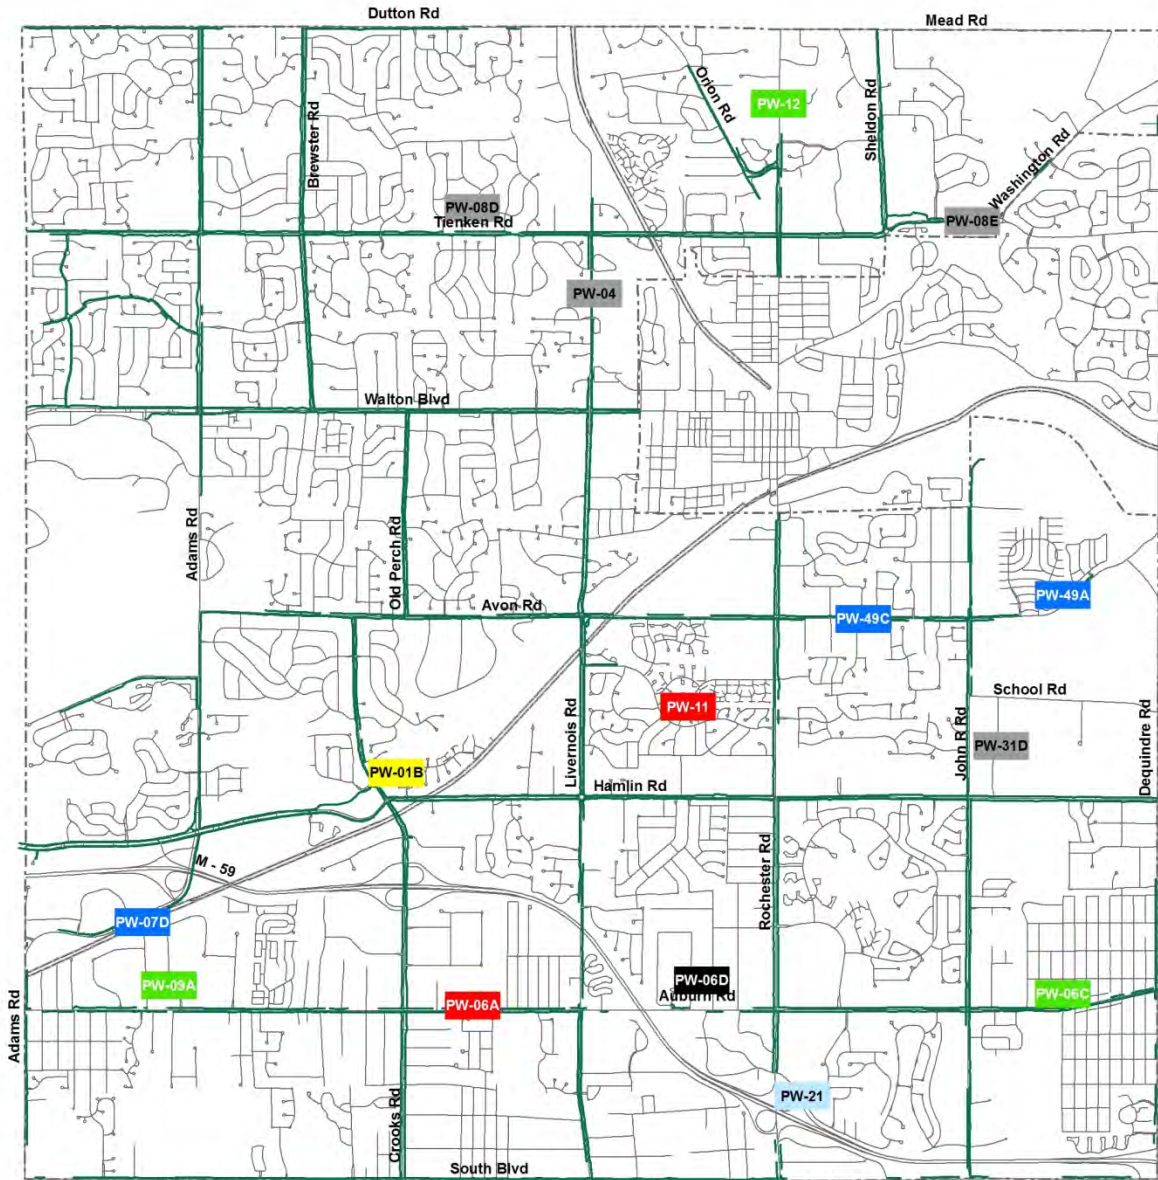 Dutton Rd
Mead Rd
Orion Rd
PW-12
Sheldon Rd
Brewster Rd
Washington Rd
PW-08D
Tienken Rd
PW-08E
PW-04
Walton Blvd
Adams Rd
Old Perch Rd
Avon Rd
PW-49A
PW-49C
School Rd
PW-11
Livernois Rd
John R Rd
Dequindre Rd
PW-31D
PW-01B
Hamlin Rd
M - 59
Rochester Rd
PW-07D
PW-09A
PW-06D
Auburn Rd
PW-06C
PW-06A
Adams Rd
PW-21
Crooks Rd
South Blvd